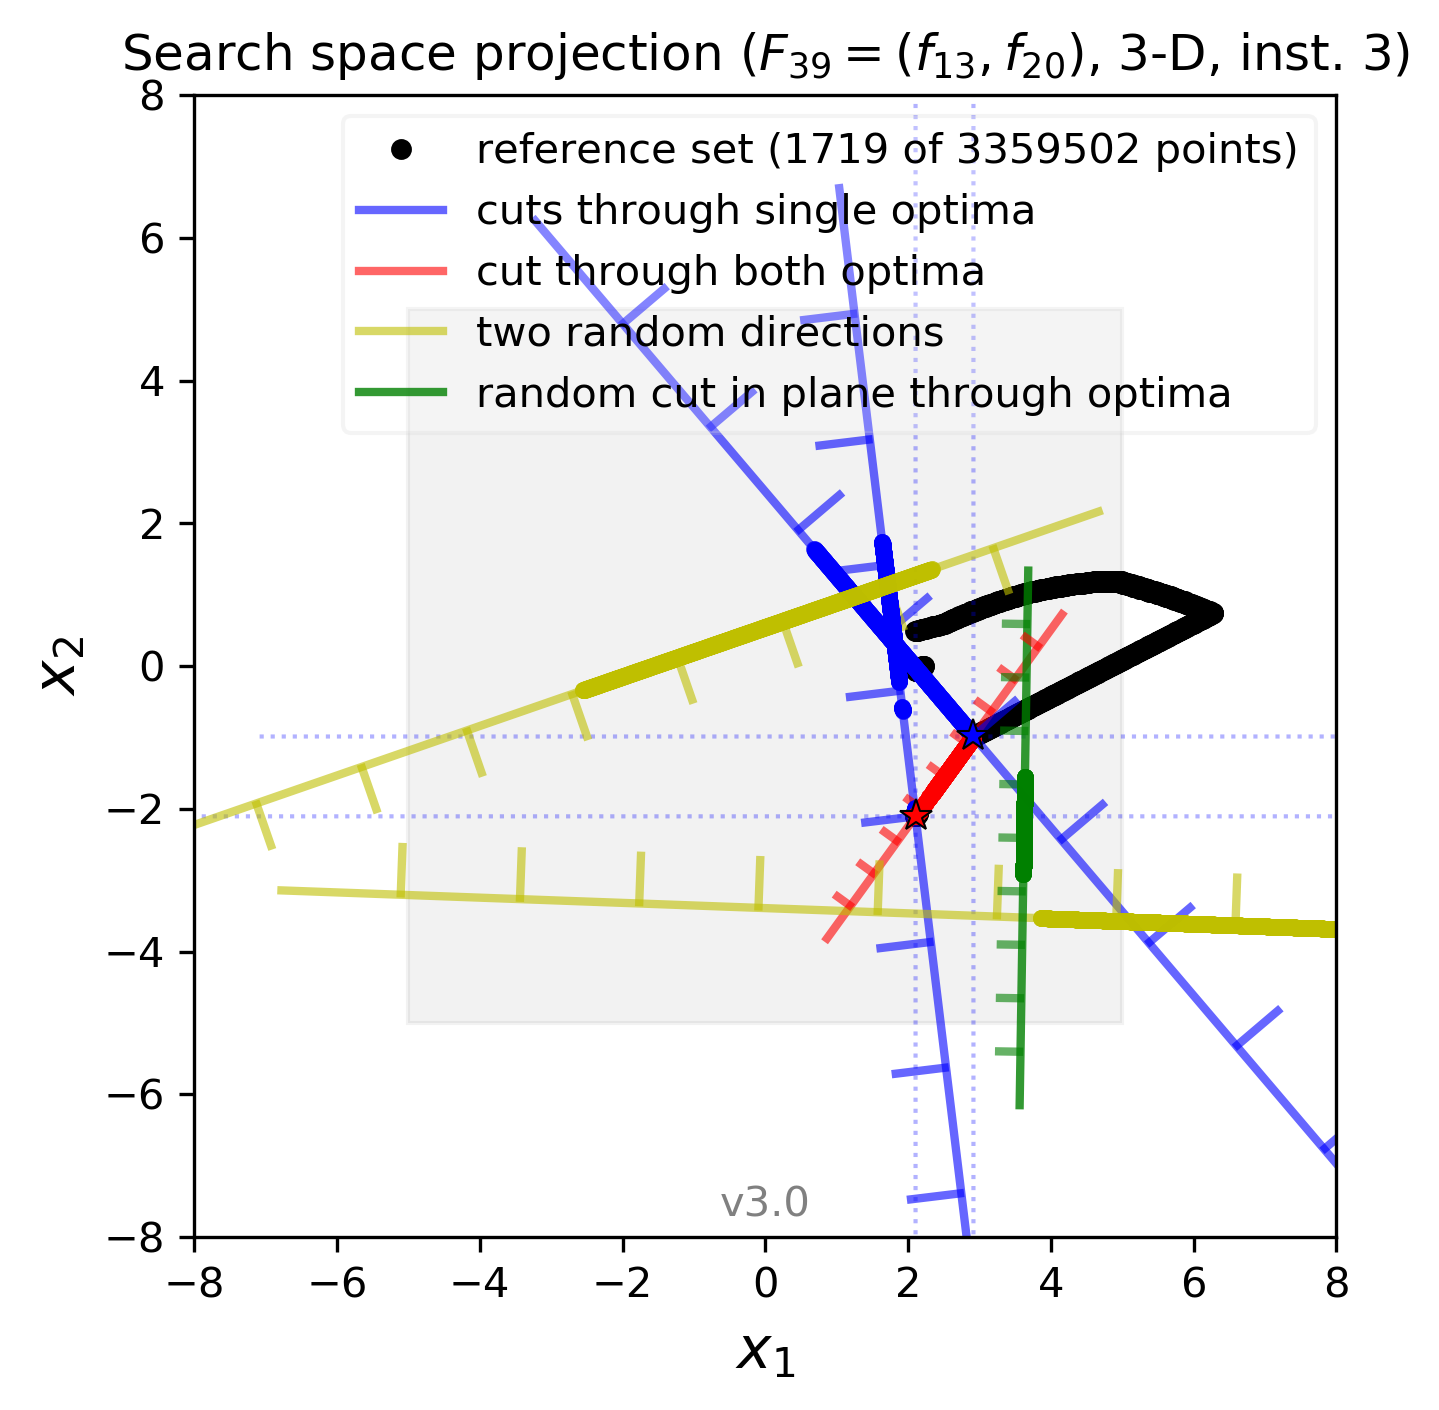 Search space projection (F39 = (f13, f20), 3-D, inst. 3)
reference set (1719 of 3359502 points)
cuts through single optima
cut through both optima
two random directions
random cut in plane through optima
8
6
4
2
0
−2
−4
−6
−8
x2
v3.0
−8 −6 −4 −2 0 2 4 6 8
x1